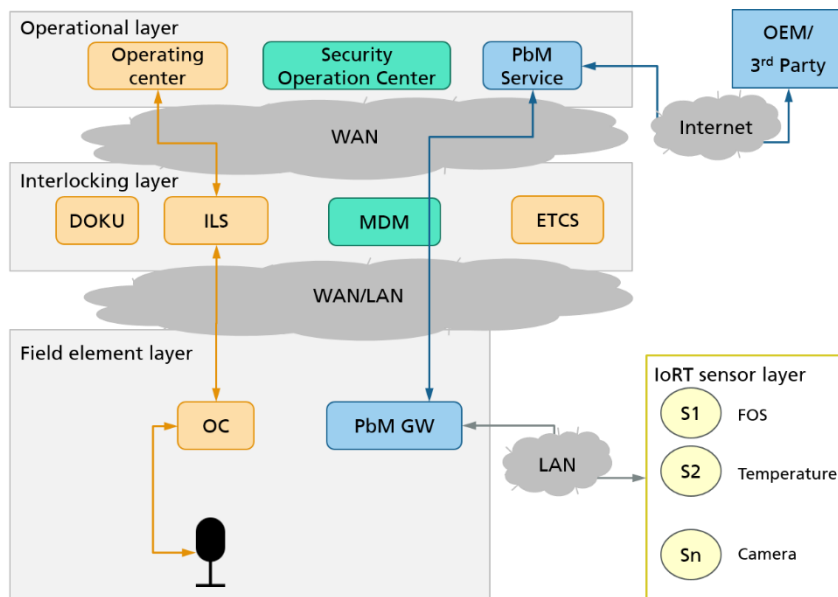 Operational layer
Operating
center
Security
Operation Center
PbM
Service
OEM/
3rd Party
WAN
Internet
Interlocking layer
DOKU
ILS
MDM
ETCS
WAN/LAN
Field element layer
OC
PbM GW
LAN
IoRT sensor layer
S1 FOS
S2 Temperature
Sn Camera